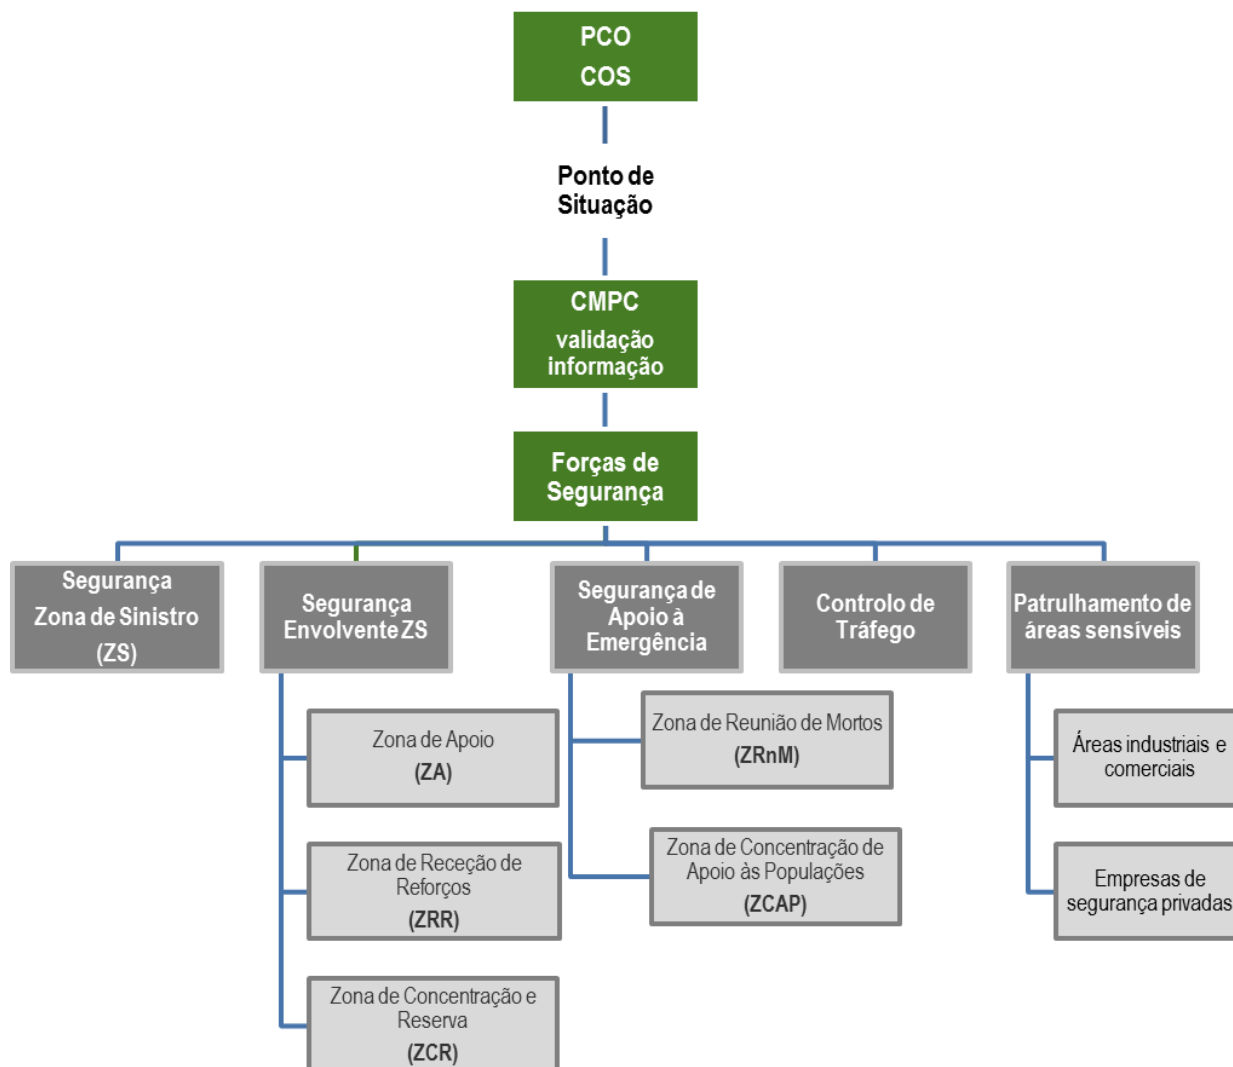 PCO
COS
Ponto de
Situação
CMPC
validação
informação
Forças de
Segurança
Segurança
Zona de Sinistro
(ZS)
Segurança
Envolvente ZS
Segurança de
Apoio à
Emergência
Controlo de
Tráfego
Patrulhamento de
áreas sensíveis
Zona de Apoio
(ZA)
Zona de Receção de
Reforços
(ZRR)
Zona de Concentração e
Reserva
(ZCR)
Zona de Reunião de Mortos
(ZRnM)
Zona de Concentração de
Apoio às Populações
(ZCAP)
Áreas industriais e
comerciais
Empresas de
segurança privadas